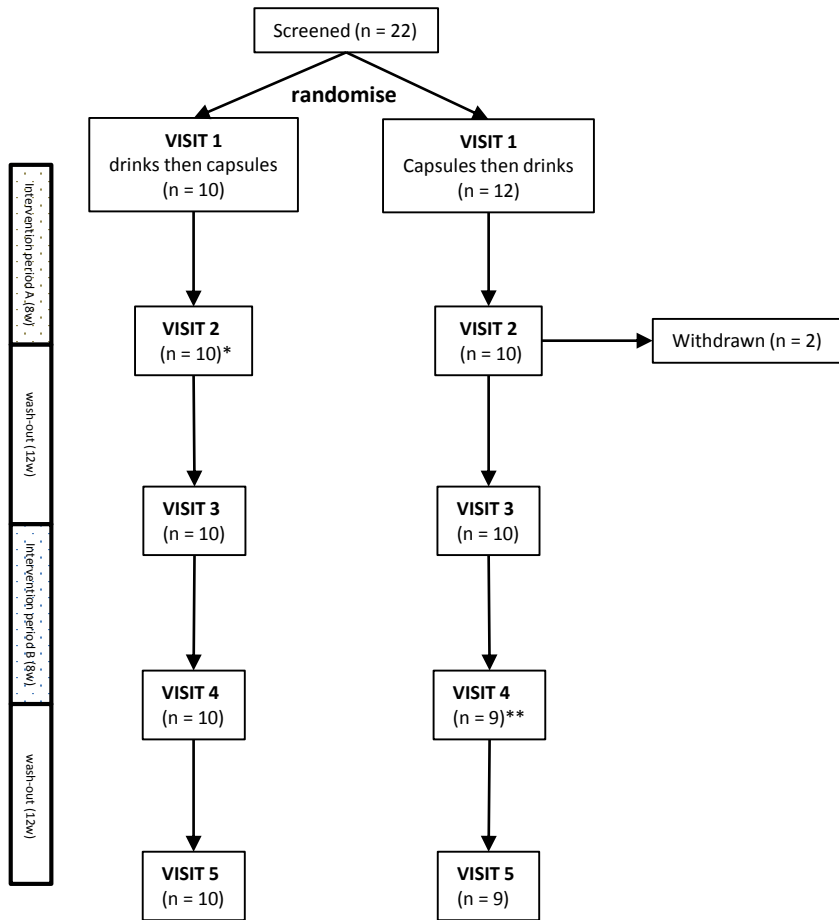 Screened (n = 22)
randomise
VISIT 1
drinks then capsules
(n = 10)
VISIT 1
Capsules then drinks
(n = 12)
Intervention period A (8w)
VISIT 2
(n = 10)*
VISIT 2
(n = 10)
Withdrawn (n = 2)
wash-out (12w)
VISIT 3
(n = 10)
VISIT 3
(n = 10)
Intervention period B (8w)
VISIT 4
(n = 10)
VISIT 4
(n = 9)**
wash-out (12w)
VISIT 5
(n = 10)
VISIT 5
(n = 9)